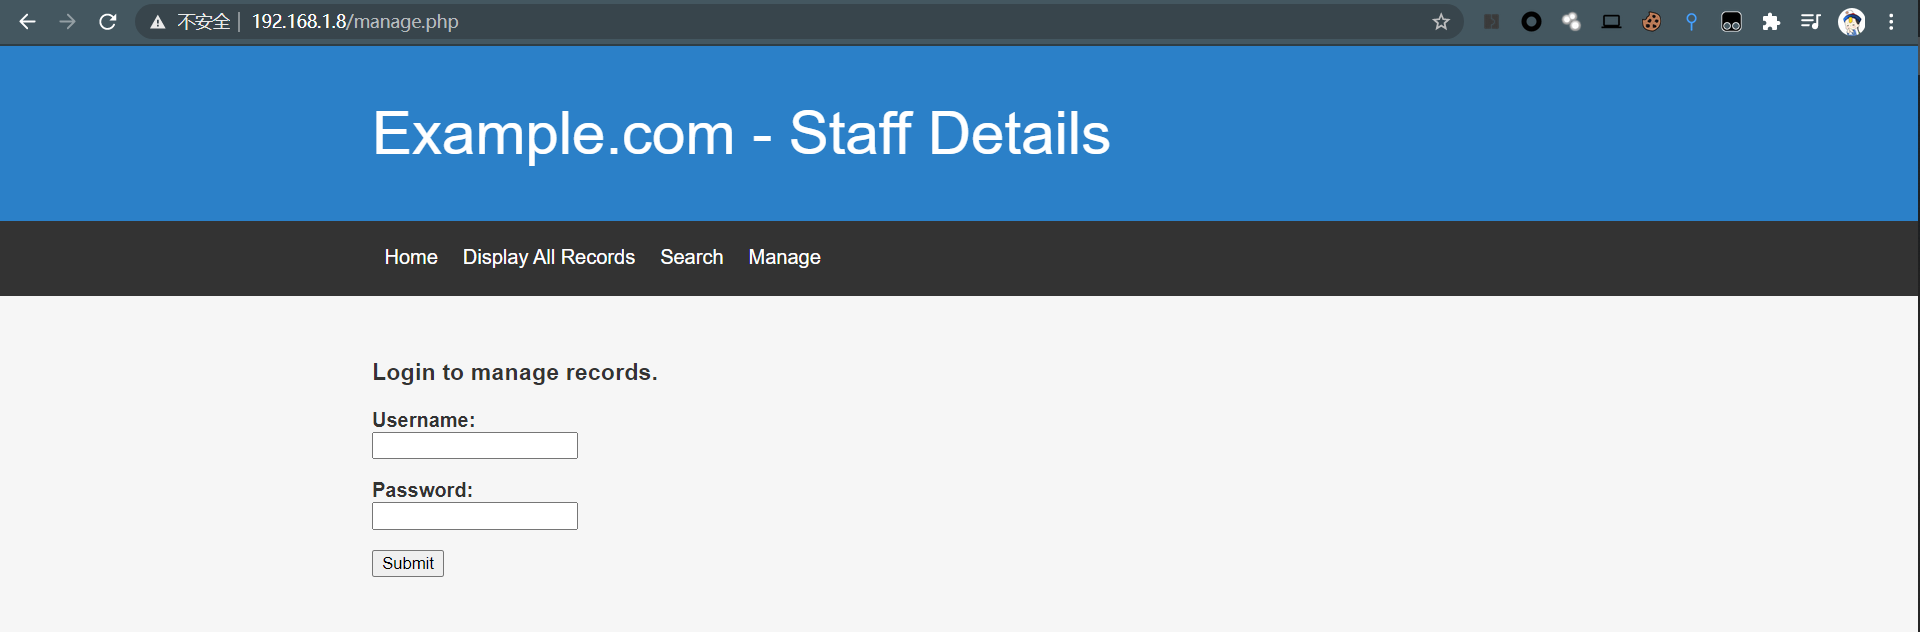 不安全 | 192.168.1.8/manage.php
Example.com - Staff Details
Home Display All Records Search Manage
Login to manage records.
Username:
Password:
Submit